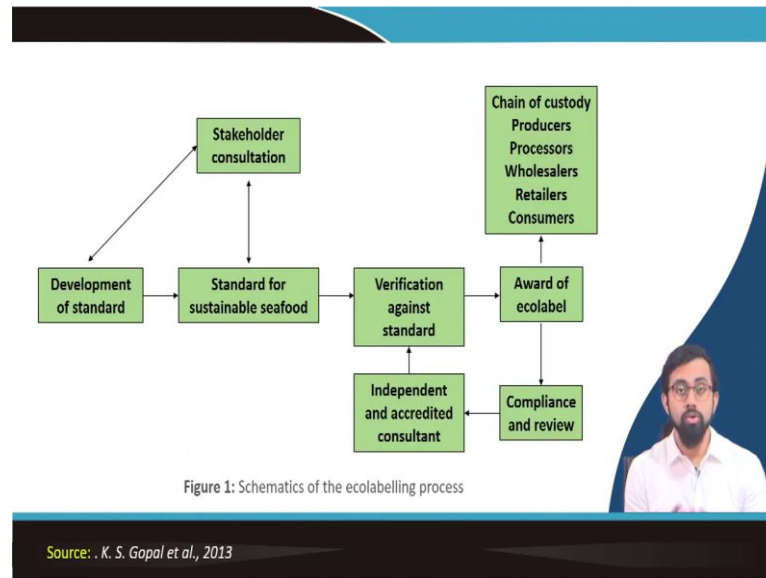 Chain of custody
Producers
Processors
Wholesalers
Retailers
Consumers
Stakeholder
consultation
Development
of standard
Standard for
sustainable seafood
Verification
against
standard
Award of
ecolabel
Independent
and accredited
consultant
Compliance
and review
Figure 1: Schematics of the ecolabelling process
Source: . K. S. Gopal et al., 2013